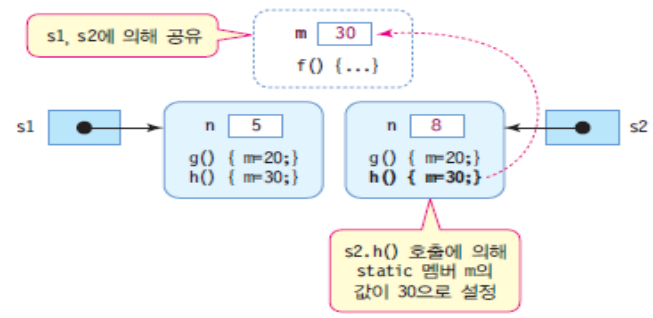 s1, s2에 의해 공유
m 30
f() {...}
s1
n 5
g() { m=20;}
h() { m=30;}
n 8
g() { m=20;}
h() { m=30;}
s2
s2.h() 호출에 의해
static 멤버 m의
값이 30으로 설정